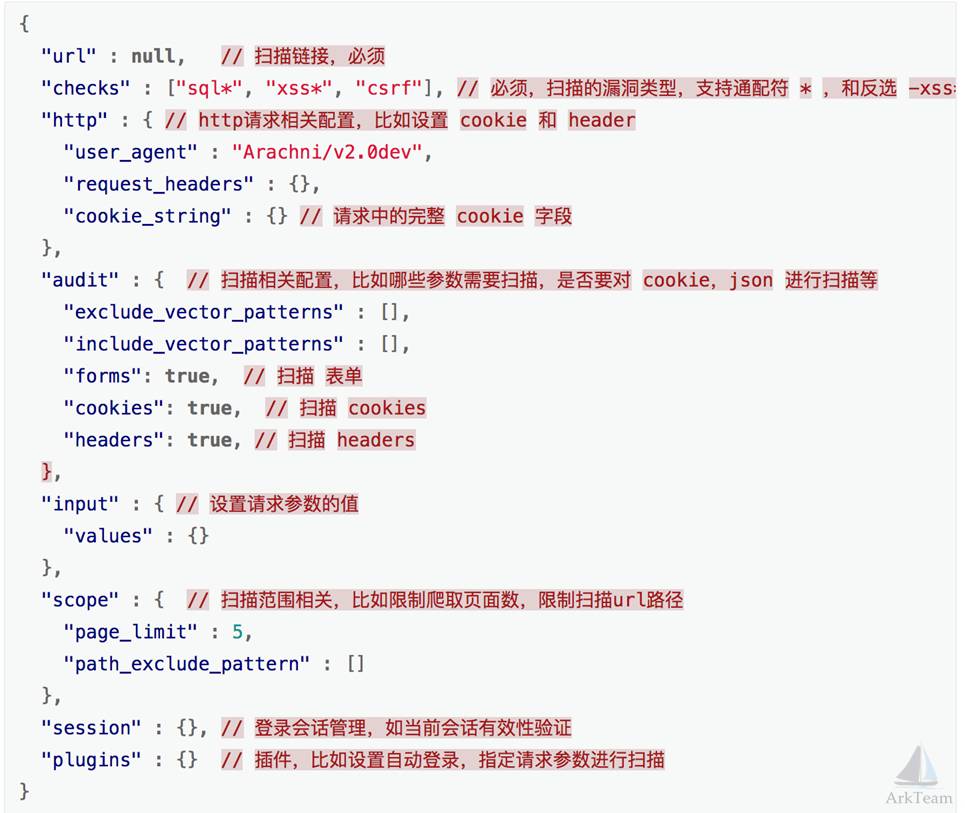 {
"url" : null, // 扫描链接，必须
"checks" : ["sql*", "xss*", "csrf"], // 必须，扫描的漏洞类型，支持通配符 * ，和反选 -xss*
"http" : { // http请求相关配置，比如设置 cookie 和 header
"user_agent" : "Arachni/v2.0dev",
"request_headers" : {},
"cookie_string" : {} // 请求中的完整 cookie 字段
},
"audit" : { // 扫描相关配置，比如哪些参数需要扫描，是否要对 cookie，json 进行扫描等
"exclude_vector_patterns" : [],
"include_vector_patterns" : [],
"forms": true, // 扫描 表单
"cookies": true, // 扫描 cookies
"headers": true, // 扫描 headers
},
"input" : { // 设置请求参数的值
"values" : {}
},
"scope" : { // 扫描范围相关，比如限制爬取页面数，限制扫描url路径
"page_limit" : 5,
"path_exclude_pattern" : []
},
"session" : {}, // 登录会话管理，如当前会话有效性验证
"plugins" : {} // 插件，比如设置自动登录，指定请求参数进行扫描
}
ArkTeam